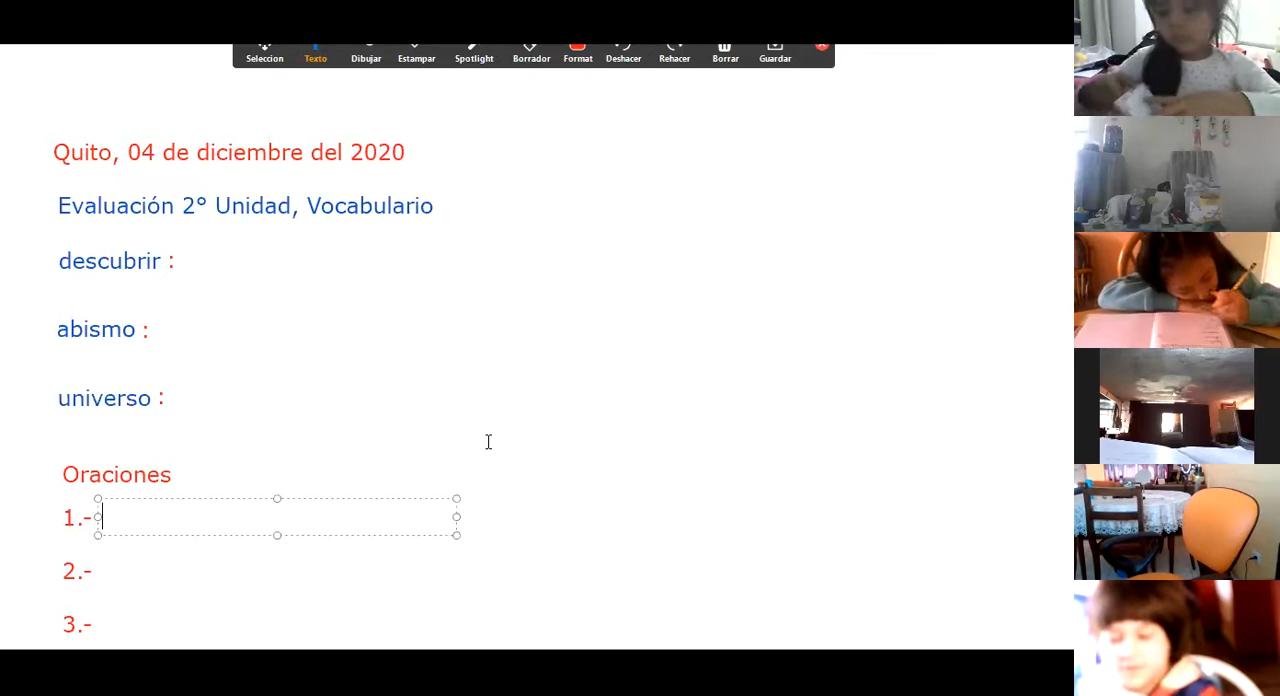 Seleccion Texto Dibujar Estampar Spotlight Borrador Format Deshacer Rehacer Borrar Guardar
Quito, 04 de diciembre del 2020
Evaluación 2° Unidad, Vocabulario
descubrir :
abismo :
universo :
Oraciones
1.-
2.-
3.-